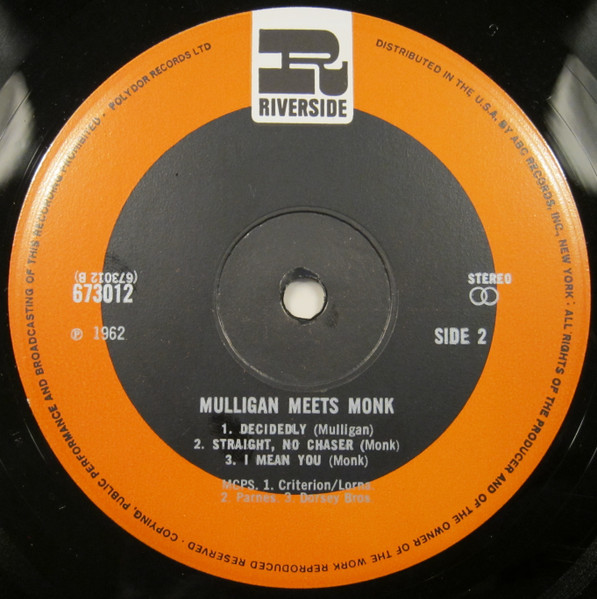 RIVERSIDE
COPYING, PUBLIC PERFORMANCE AND BROADCASTING OF THIS RECORDING PROHIBITED · POLYDOR RECORDS LTD
DISTRIBUTED IN THE U.S.A. BY ABC RECORDS, INC., NEW YORK · ALL RIGHTS OF THE PRODUCER AND OF THE OWNER OF THE WORK REPRODUCED RESERVED ·
(673012 B)
673012
STEREO
℗ 1962
SIDE 2
MULLIGAN MEETS MONK
1. DECIDEDLY (Mulligan)
2. STRAIGHT, NO CHASER (Monk)
3. I MEAN YOU (Monk)
MCPS. 1. Criterion/Lorna.
2. Parnes. 3. Dorsey Bros.